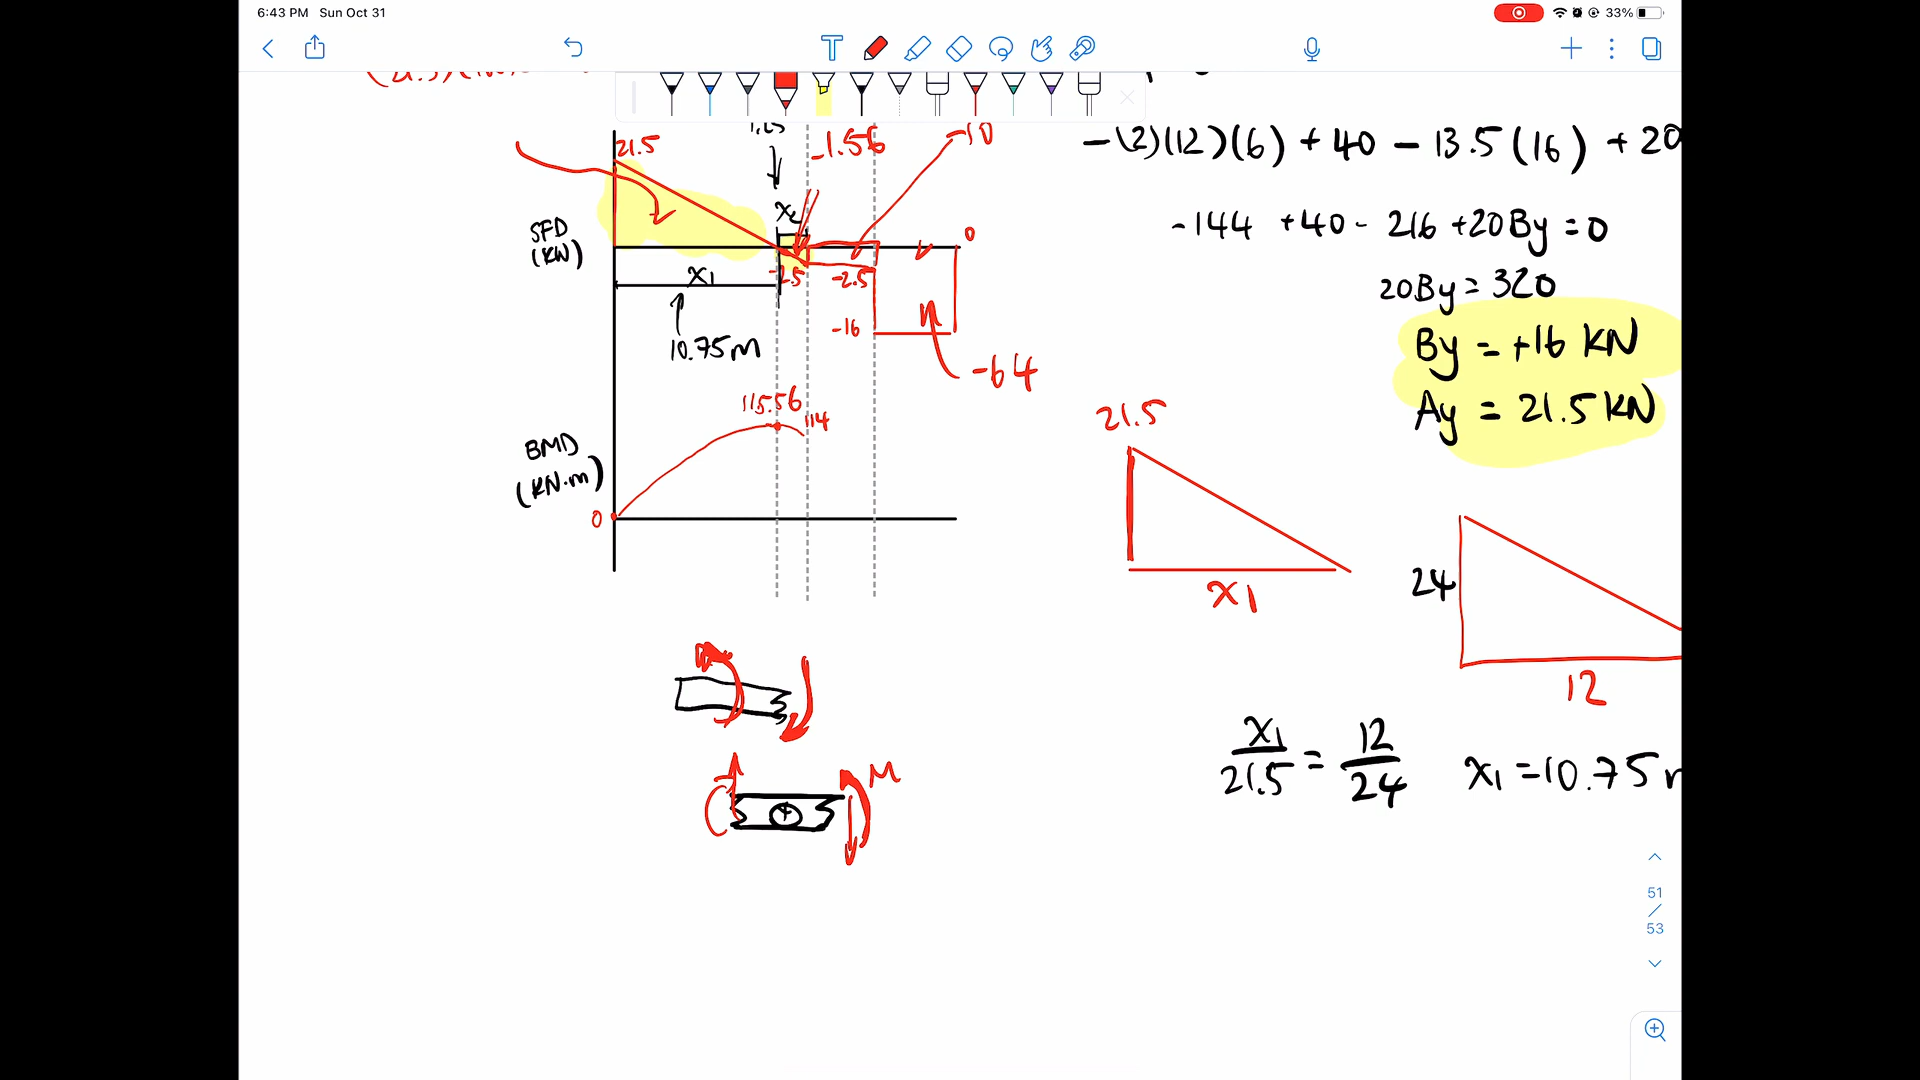 6:43 PM Sun Oct 31
33%
21.5
-1.56
-10
-(2)(12)(6) + 40 - 13.5(16) + 20
-144 +40 - 216 +20By = 0
20By = 320
By = +16 KN
Ay = 21.5 KN
SFD
(KN)
x2
0
x1
-2.5
-2.5
-16
10.75m
-64
115.56
114
BMD
(KN·m)
0
21.5
x1
24
12
M
x1/21.5 = 12/24
x1 = 10.75
51
/
53